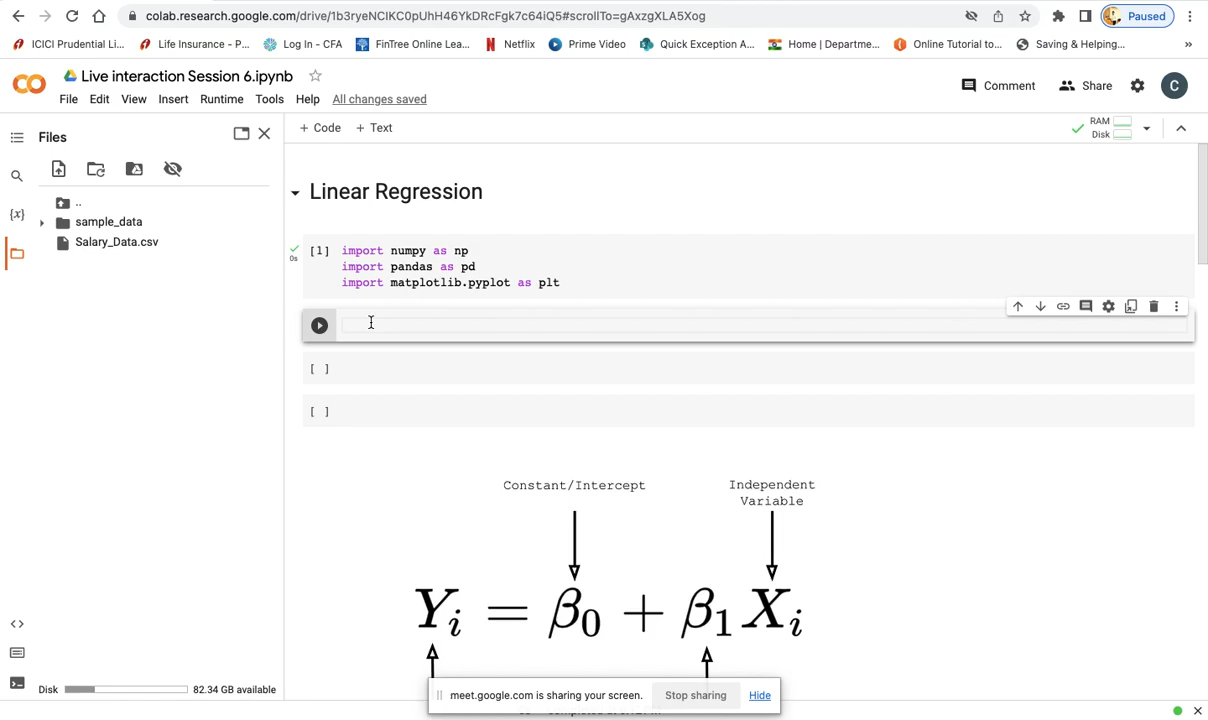 colab.research.google.com/drive/1b3ryeNCIKC0pUhH46YkDRcFgk7c64iQ5#scrollTo=gAxzgXLA5Xog
Paused
ICICI Prudential Li...
Life Insurance - P...
Log In - CFA
FinTree Online Lea...
Netflix
Prime Video
Quick Exception A...
Home | Departme...
Online Tutorial to...
Saving & Helping...
»
Live interaction Session 6.ipynb
File Edit View Insert Runtime Tools Help All changes saved
Comment
Share
C
Files
+ Code + Text
RAM
Disk
..
sample_data
Salary_Data.csv
{x}
Linear Regression
[1] import numpy as np
import pandas as pd
import matplotlib.pyplot as plt
0s
[ ]
[ ]
Constant/Intercept
Independent
Variable
Yᵢ = β₀ + β₁Xᵢ
Disk 82.34 GB available
meet.google.com is sharing your screen. Stop sharing Hide